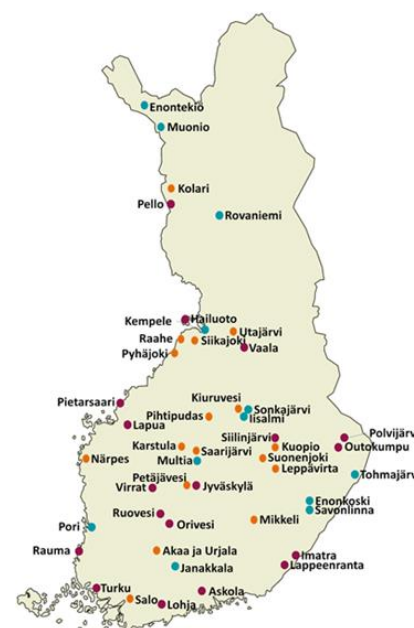 Enontekiö
Muonio
Kolari
Pello
Rovaniemi
Hailuoto
Kempele
Utajärvi
Raahe
Siikajoki
Vaala
Pyhäjoki
Kiuruvesi
Pietarsaari
Sonkajärvi
Pihtipudas
Iisalmi
Lapua
Polvijärvi
Siilinjärvi
Karstula
Kuopio
Outokumpu
Saarijärvi
Närpes
Suonenjoki
Multia
Leppävirta
Tohmajärvi
Petäjävesi
Virrat
Jyväskylä
Enonkoski
Savonlinna
Ruovesi
Mikkeli
Orivesi
Pori
Rauma
Akaa ja Urjala
Imatra
Janakkala
Lappeenranta
Turku
Askola
Salo
Lohja